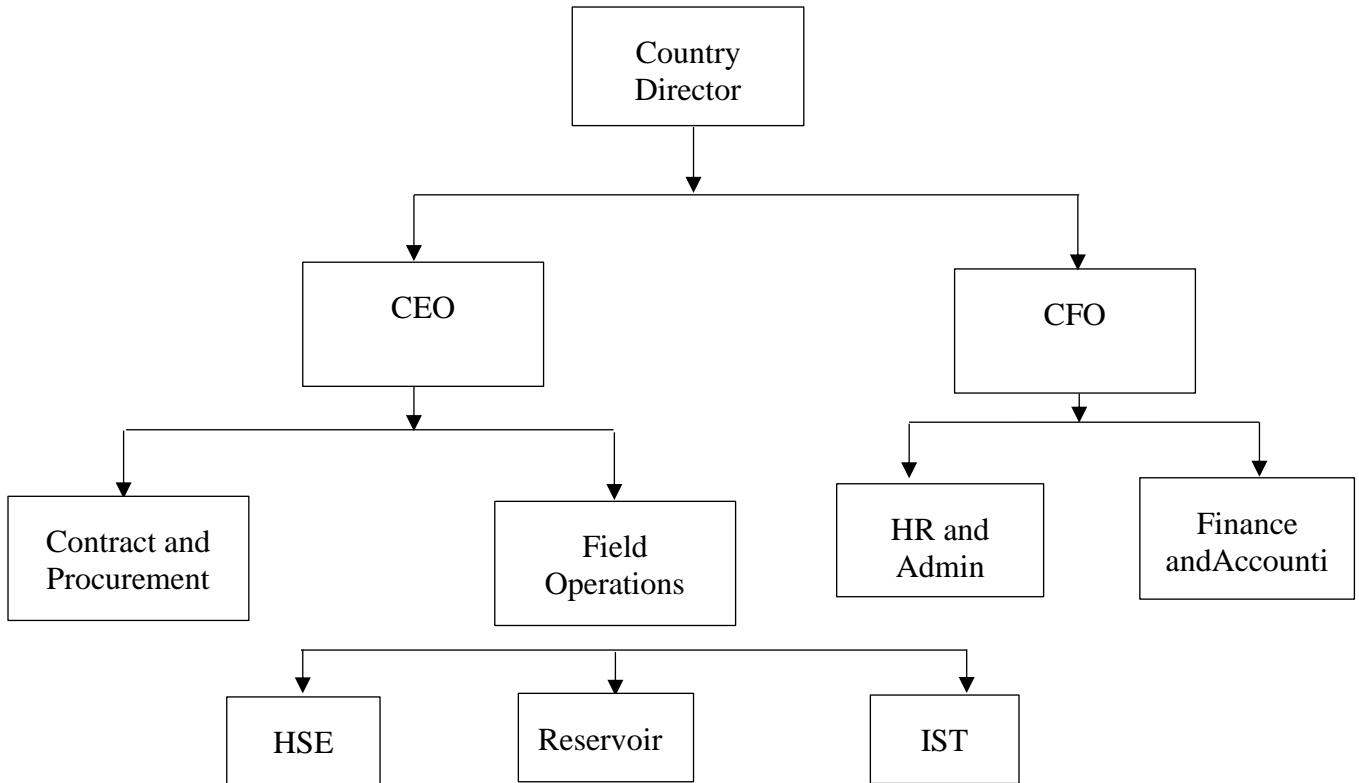 Country
Director
CEO
CFO
Contract and
Procurement
Field
Operations
HR and
Admin
Finance
andAccounti
HSE
Reservoir
IST